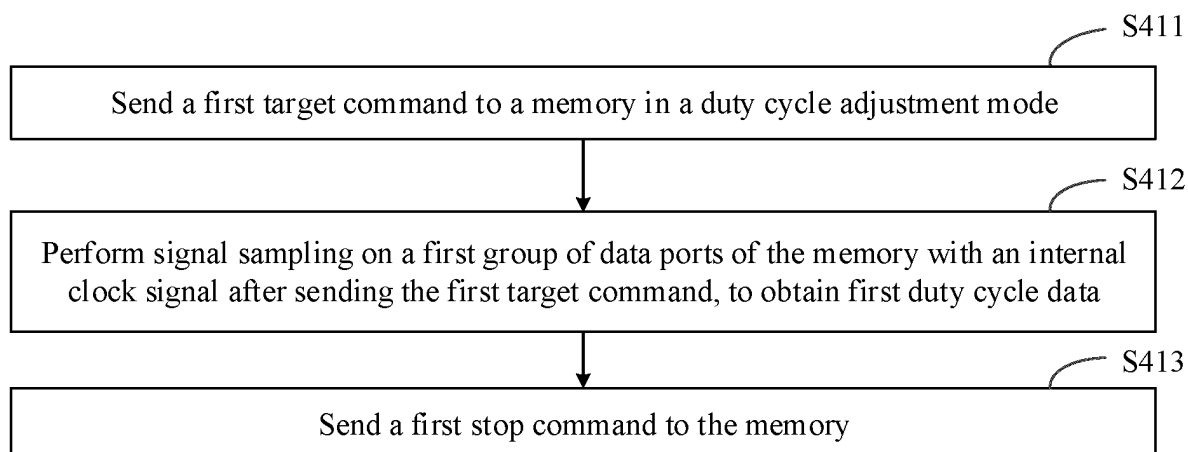 S411
Send a first target command to a memory in a duty cycle adjustment mode
S412
Perform signal sampling on a first group of data ports of the memory with an internal
clock signal after sending the first target command, to obtain first duty cycle data
S413
Send a first stop command to the memory